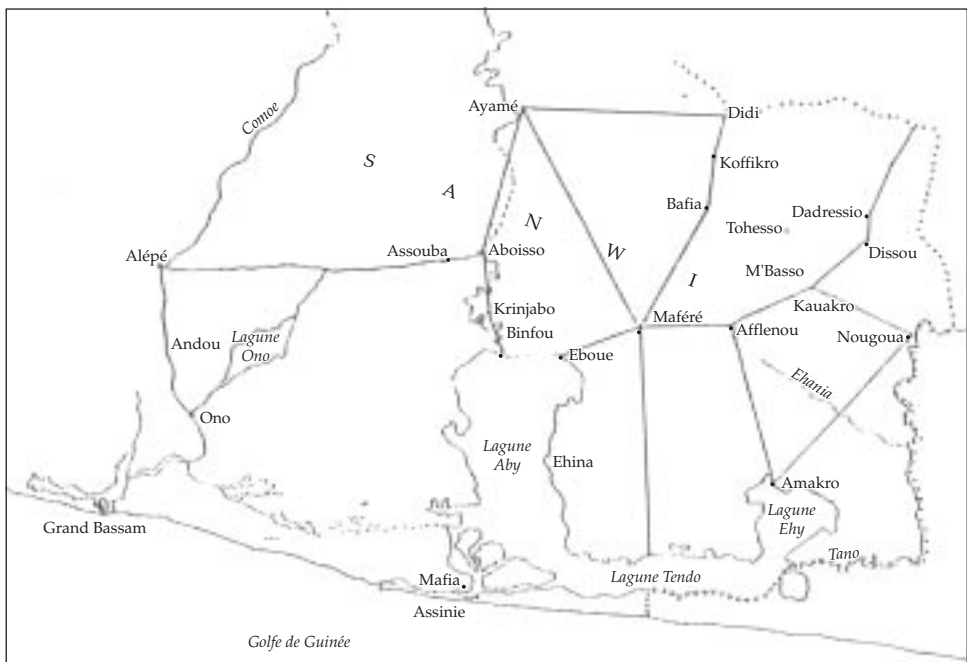 Ayamé
Didi
Comoe
Koffikro
S A N W I
Bafia
Dadressio
Tohesso
Alépé
Assouba
Aboisso
Dissou
M'Basso
Krinjabo
Kauakro
Maféré
Binfou
Afflenou
Nougoua
Andou
Lagune
Ono
Eboue
Ehania
Ono
Lagune
Aby
Ehina
Amakro
Lagune
Ehy
Grand Bassam
Tano
Mafia
Lagune Tendo
Assinie
Golfe de Guinée